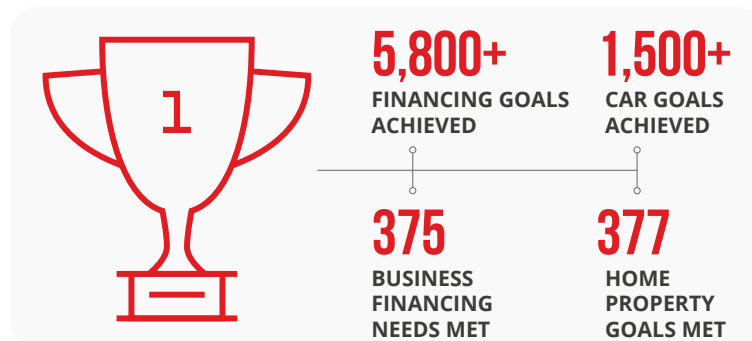 1
5,800+
FINANCING GOALS
ACHIEVED
1,500+
CAR GOALS
ACHIEVED
375
BUSINESS
FINANCING
NEEDS MET
377
HOME
PROPERTY
GOALS MET